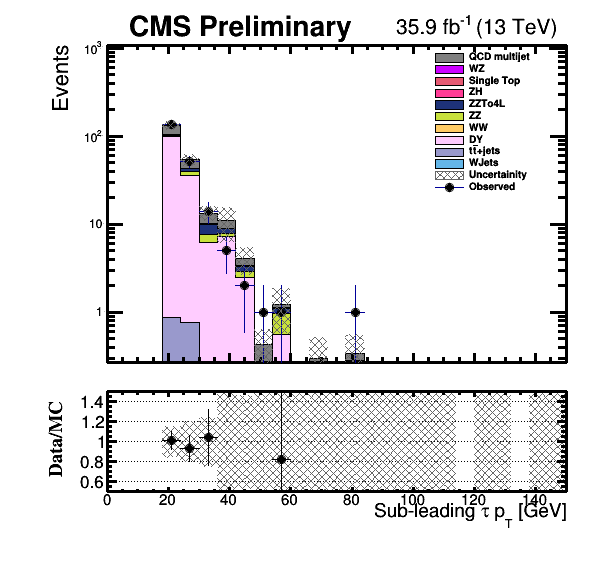 CMS Preliminary
35.9 fb⁻¹ (13 TeV)
Events
10³
10²
10
1
QCD multijet
WZ
Single Top
ZH
ZZTo4L
ZZ
WW
DY
tt̄+jets
WJets
Uncertainity
Observed
Data/MC
1.4
1.2
1
0.8
0.6
0 20 40 60 80 100 120 140
Sub-leading τ p_T [GeV]